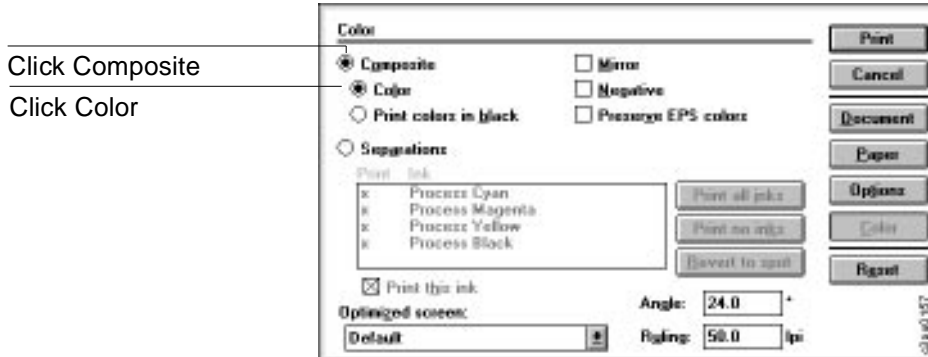 Click Composite
Click Color
Color
Composite
Color
Print colors in black
Mirror
Negative
Preserve EPS colors
Separations
Print Ink
x Process Cyan
x Process Magenta
x Process Yellow
x Process Black
Print all inks
Print no inks
Revert to spot
Print this ink
Optimized screen:
Default
Angle: 24.0 °
Ruling: 50.0 lpi
Print
Cancel
Document
Paper
Options
Color
Reset